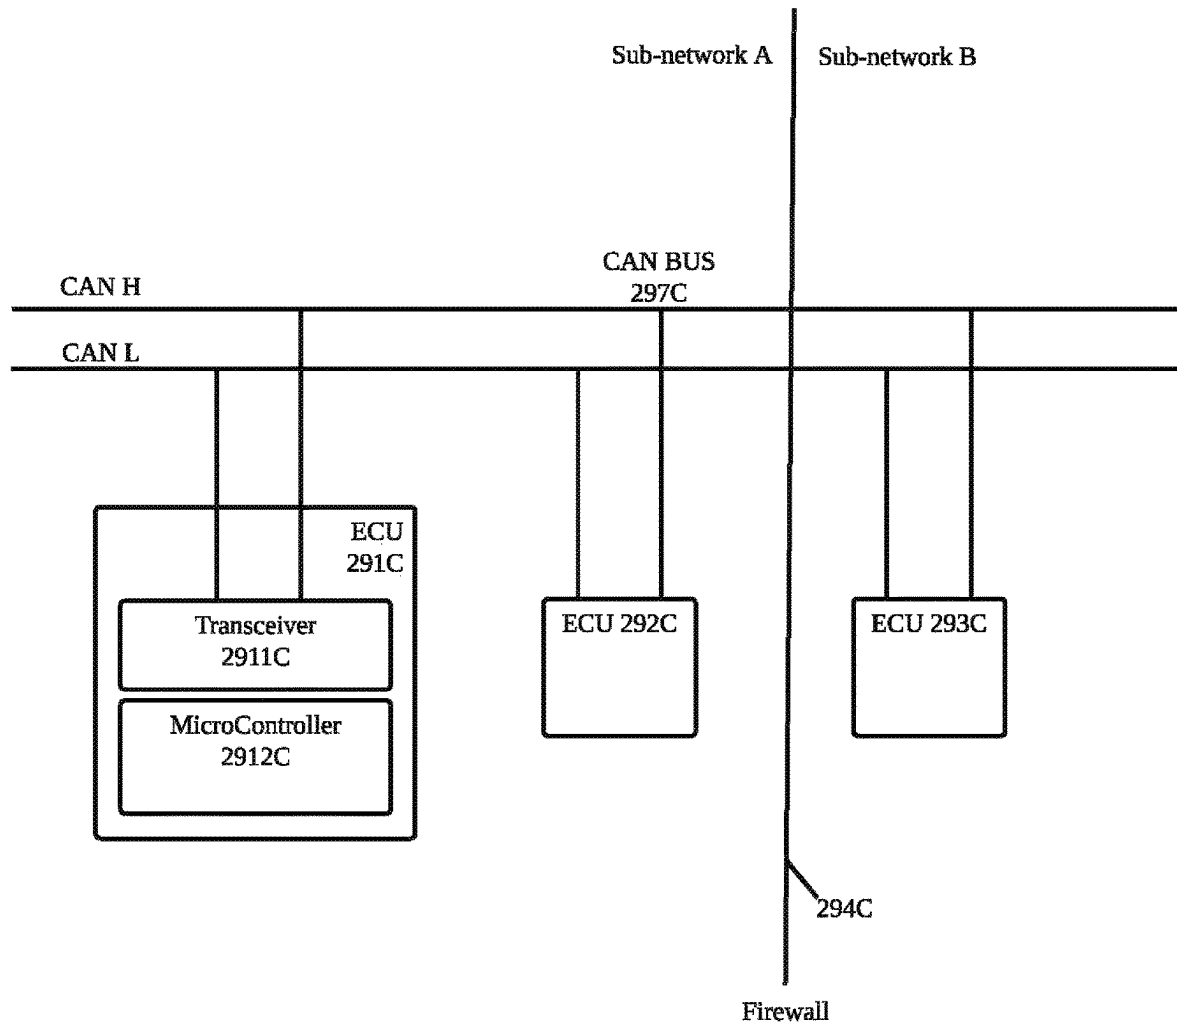 Sub-network A
Sub-network B
CAN BUS
297C
CAN H
CAN L
ECU
291C
Transceiver
2911C
MicroController
2912C
ECU 292C
ECU 293C
294C
Firewall